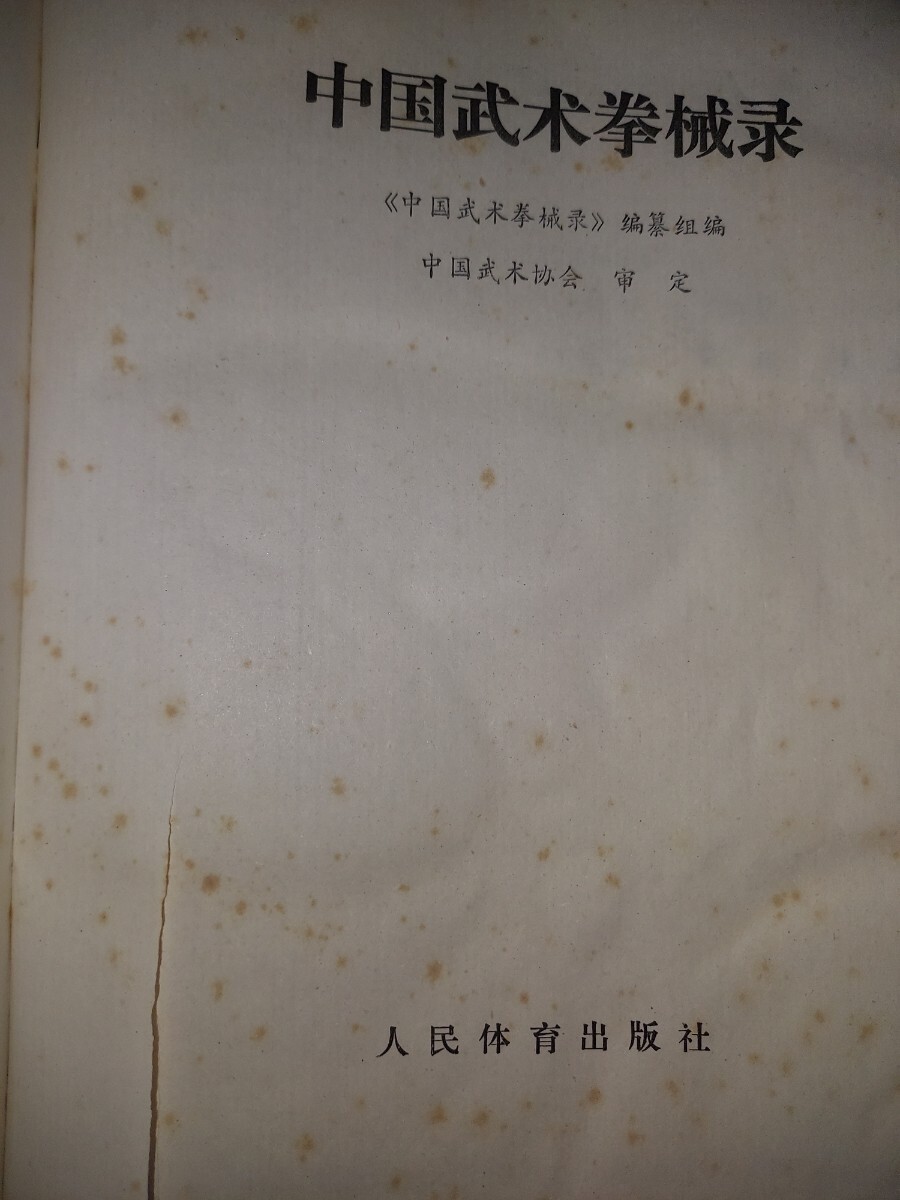 中国武术拳械录
《中国武术拳械录》编纂组编
中国武术协会 审 定
人民体育出版社